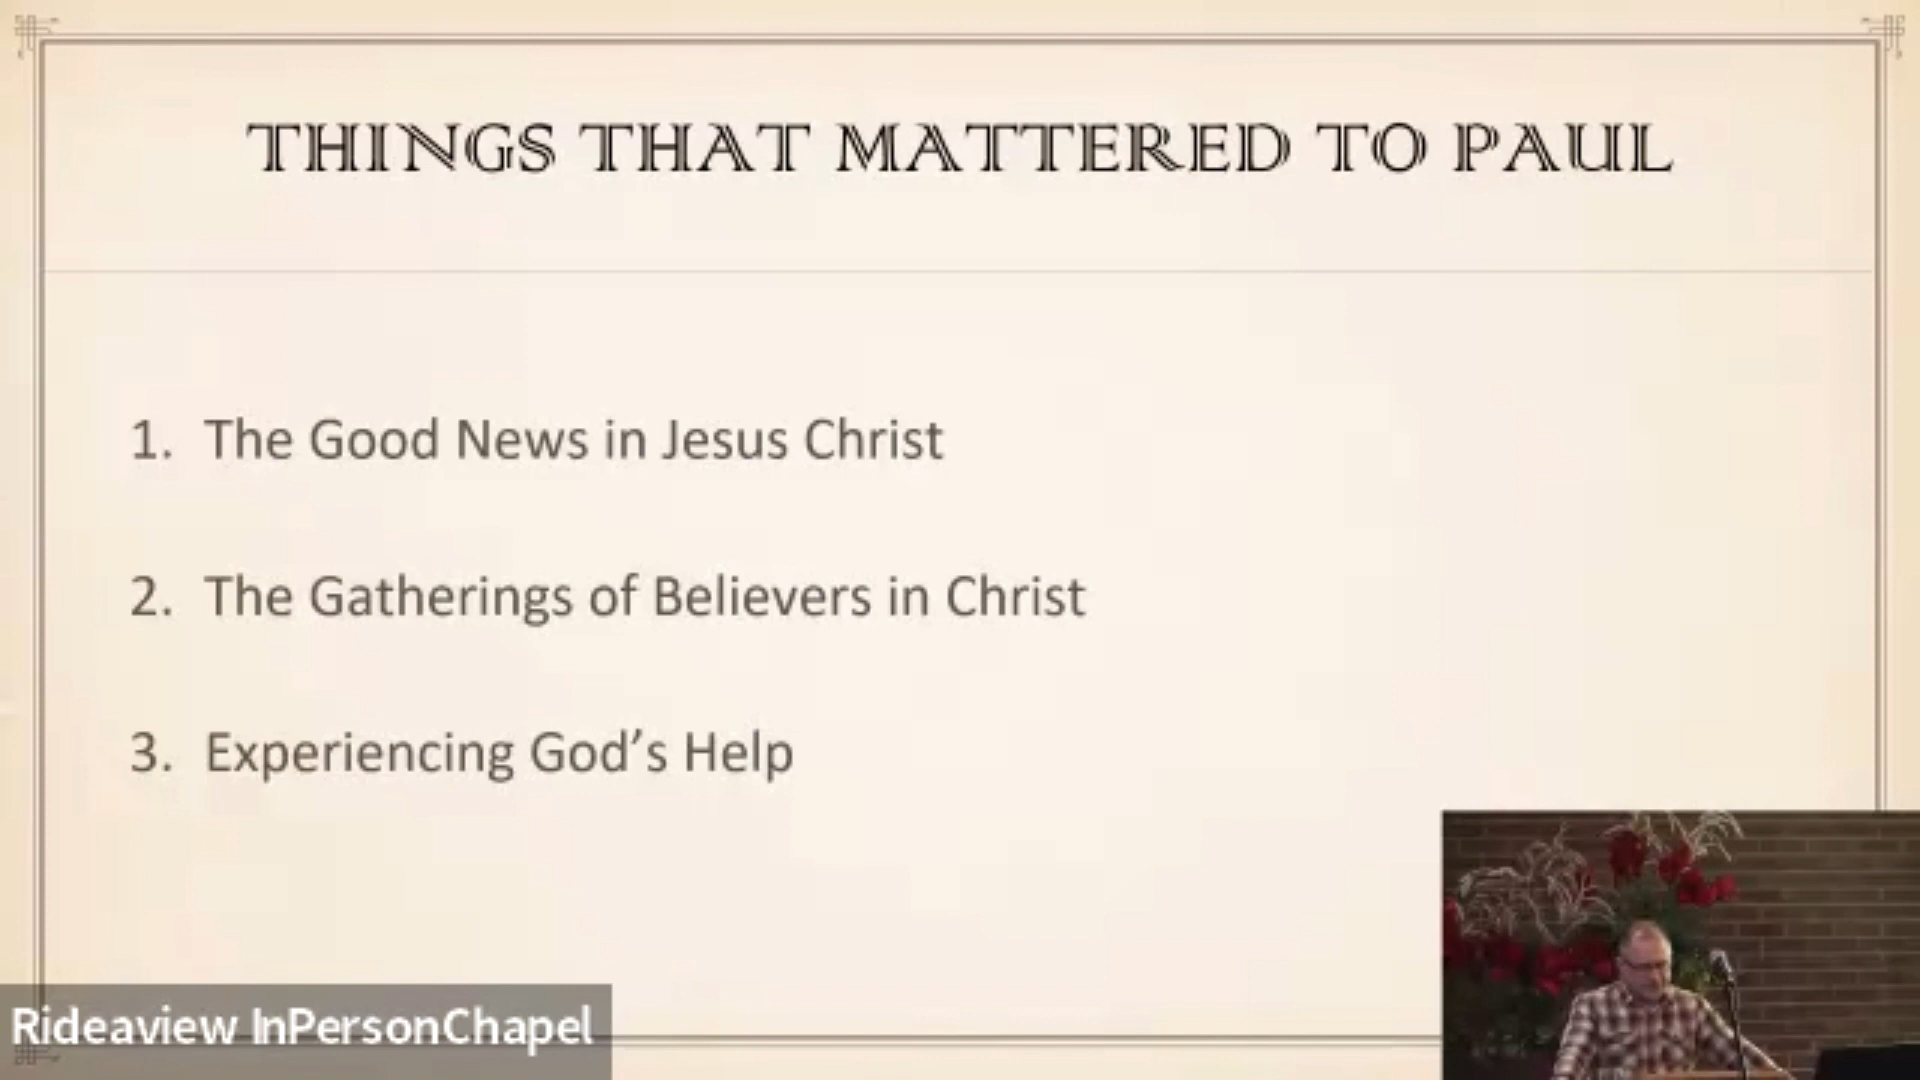 THINGS THAT MATTERED TO PAUL
1. The Good News in Jesus Christ
2. The Gatherings of Believers in Christ
3. Experiencing God's Help
Rideaview InPersonChapel